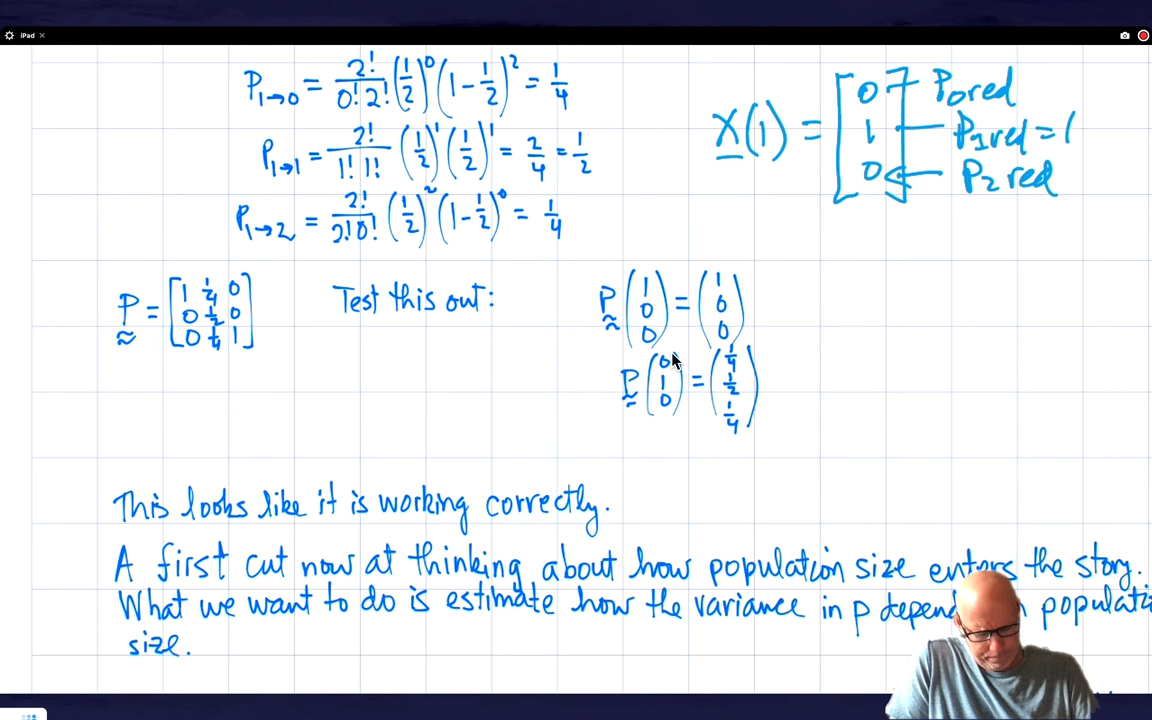 iPad ×
P₁→₀ = 2!/0!2! (1/2)⁰ (1-1/2)² = 1/4
P₁→₁ = 2!/1!1! (1/2)¹ (1/2)¹ = 2/4 = 1/2
P₁→₂ = 2!/2!0! (1/2)² (1-1/2)⁰ = 1/4
X(1) = [0 1 0]
P0red
P1red = 1
P2red
P = [1 1/4 0
0 1/2 0
0 1/4 1]
Test this out:
P (1 0 0) = (1 0 0)
P (0 1 0) = (1/4 1/2 1/4)
This looks like it is working correctly.
A first cut now at thinking about how population size enters the story.
What we want to do is estimate how the variance in p depen populati
size.